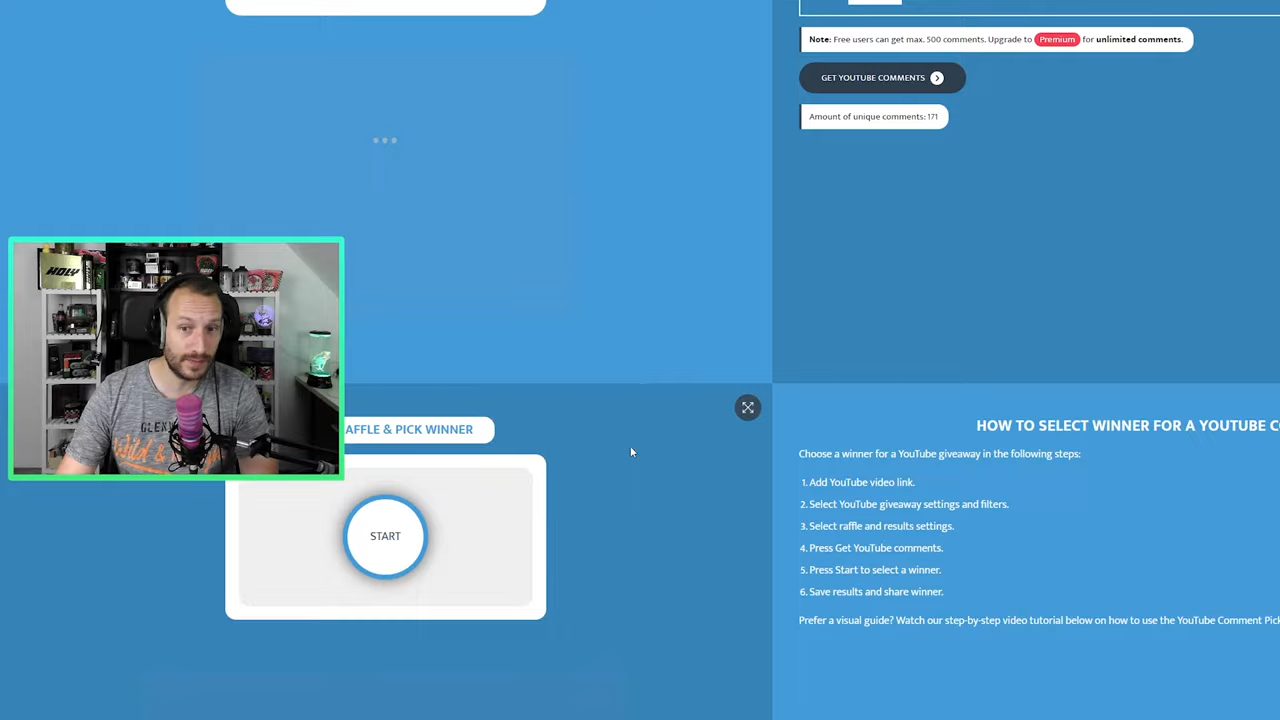 Note: Free users can get max. 500 comments. Upgrade to Premium for unlimited comments.
GET YOUTUBE COMMENTS
Amount of unique comments: 171
HOLY
AFFLE & PICK WINNER
START
HOW TO SELECT WINNER FOR A YOUTUBE
Choose a winner for a YouTube giveaway in the following steps:
1. Add YouTube video link.
2. Select YouTube giveaway settings and filters.
3. Select raffle and results settings.
4. Press Get YouTube comments.
5. Press Start to select a winner.
6. Save results and share winner.
Prefer a visual guide? Watch our step-by-step video tutorial below on how to use the YouTube Comment Pick